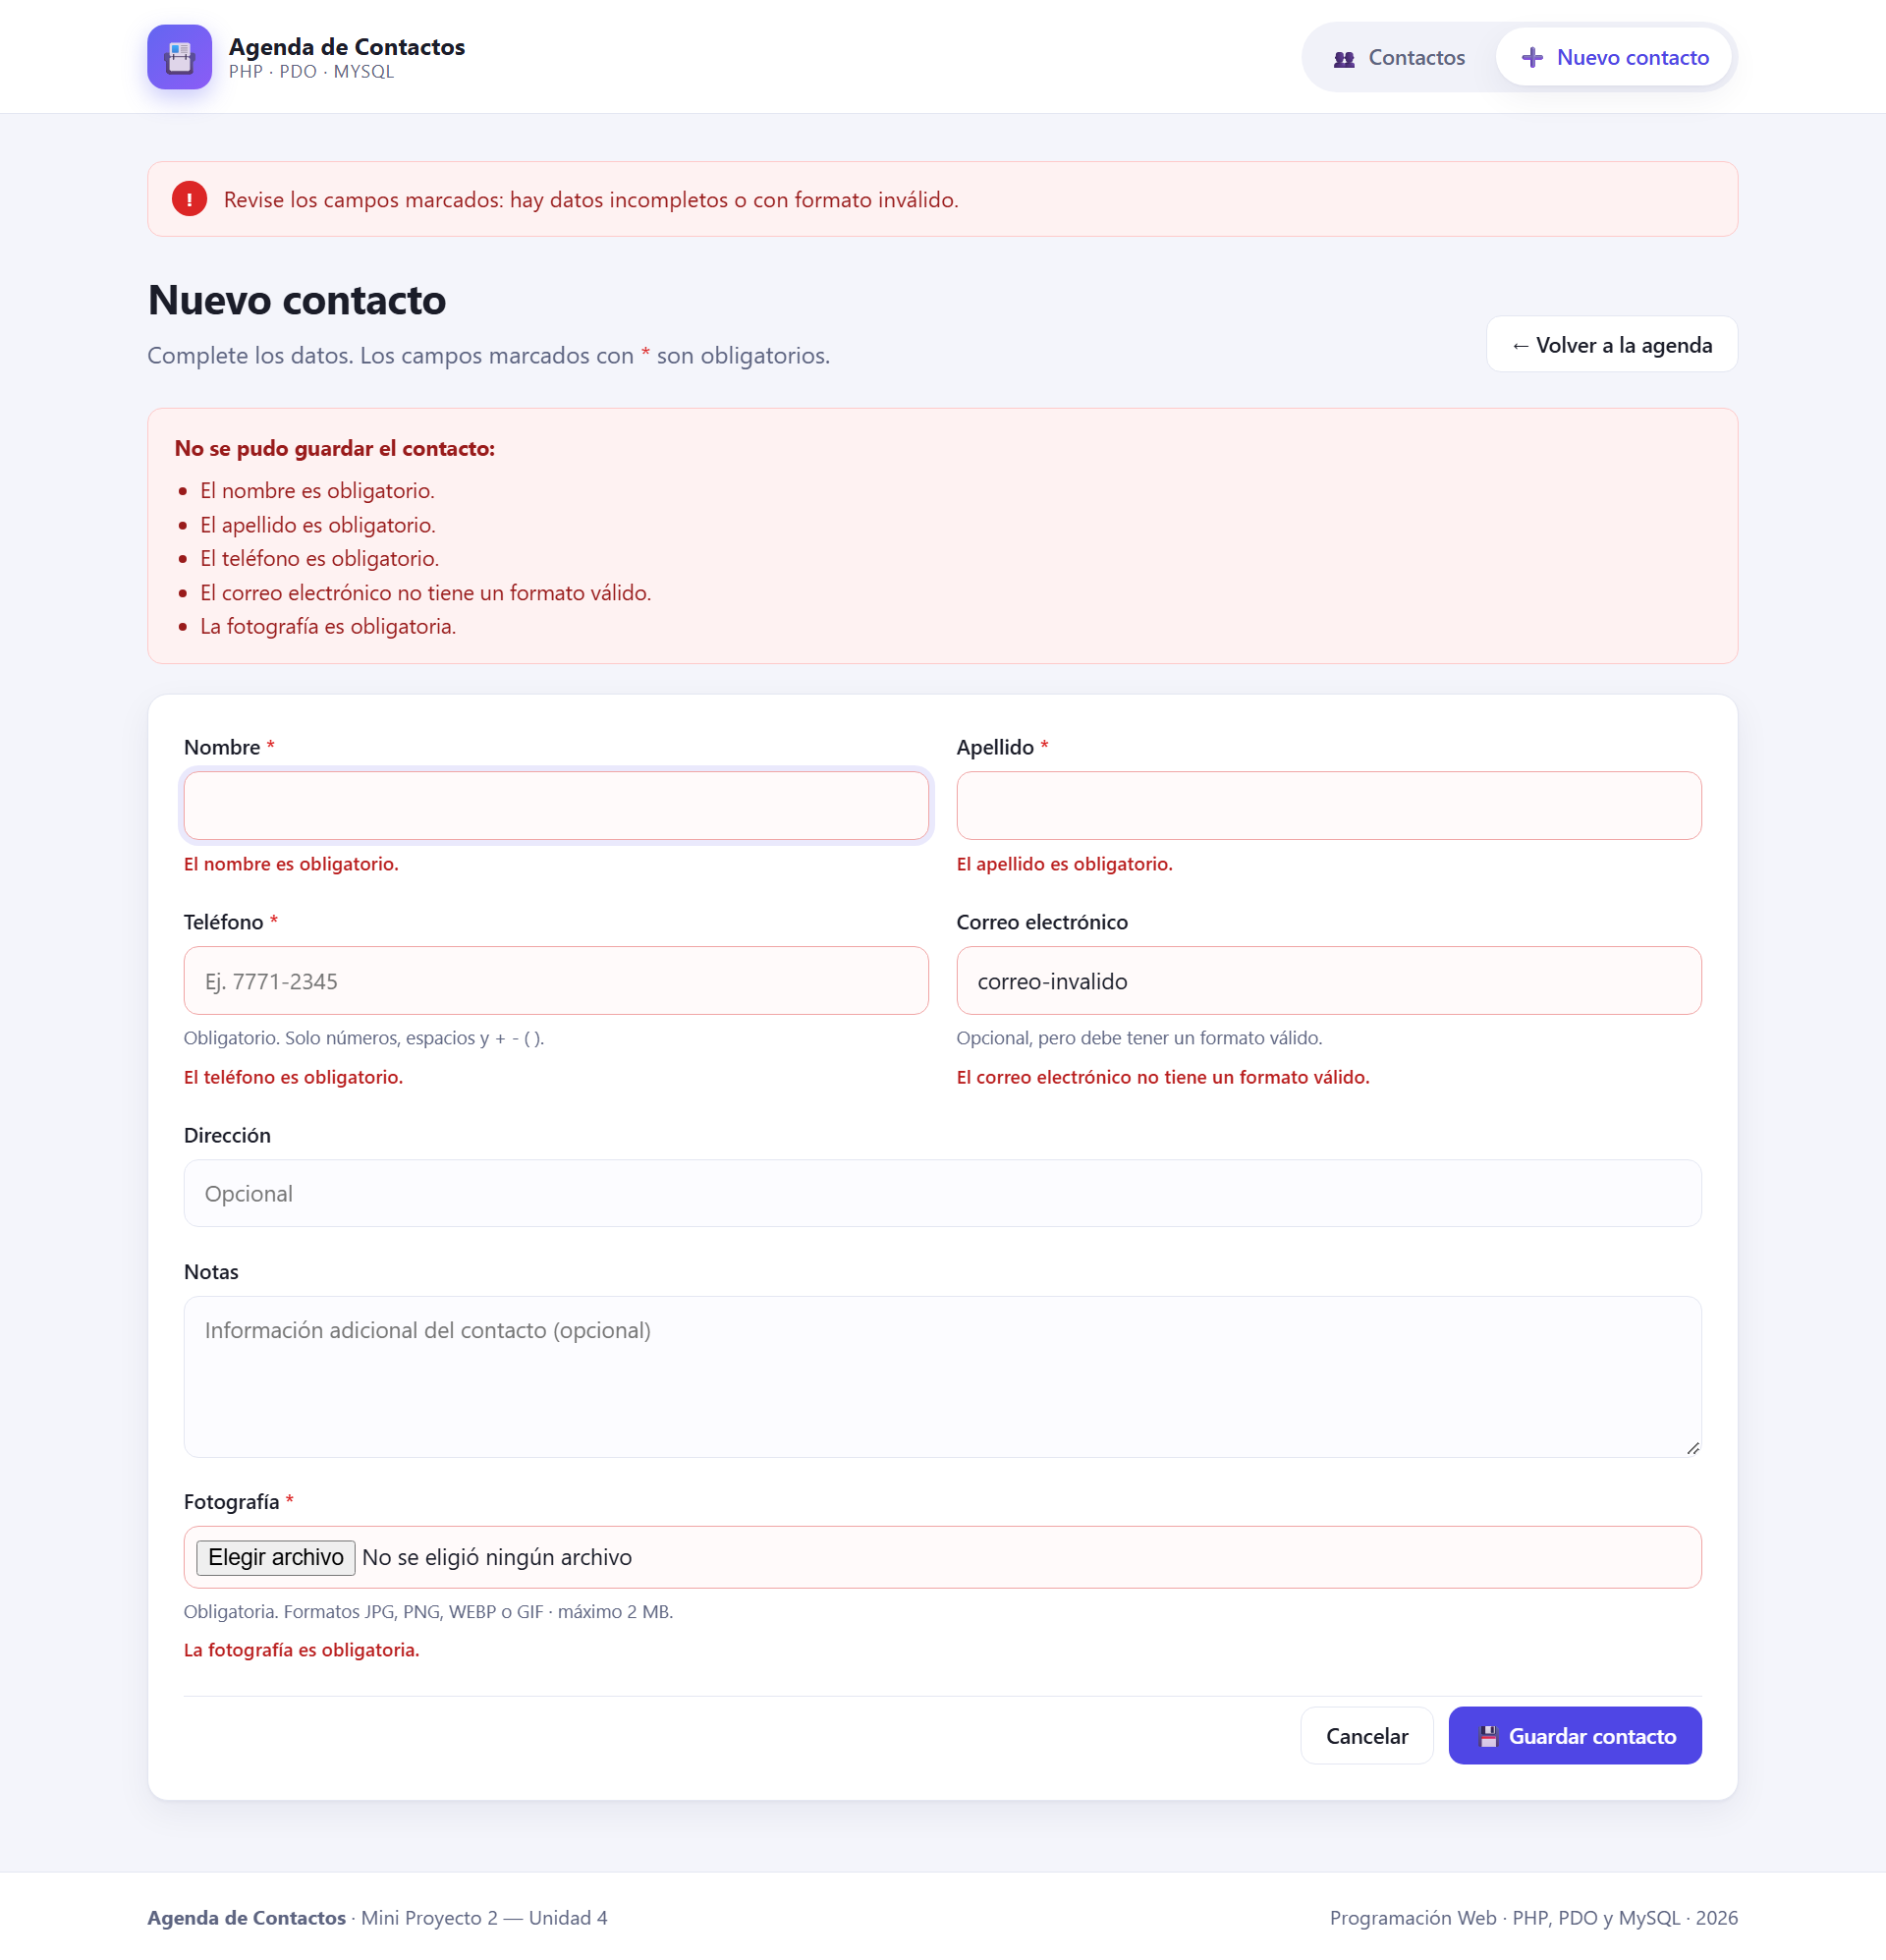 Agenda de Contactos
PHP · PDO · MYSQL
Contactos
Nuevo contacto
! Revise los campos marcados: hay datos incompletos o con formato inválido.
Nuevo contacto
Complete los datos. Los campos marcados con * son obligatorios.
← Volver a la agenda
No se pudo guardar el contacto:
• El nombre es obligatorio.
• El apellido es obligatorio.
• El teléfono es obligatorio.
• El correo electrónico no tiene un formato válido.
• La fotografía es obligatoria.
Nombre *
Apellido *
El nombre es obligatorio.
El apellido es obligatorio.
Teléfono *
Correo electrónico
Ej. 7771-2345
correo-invalido
Obligatorio. Solo números, espacios y + - ( ).
Opcional, pero debe tener un formato válido.
El teléfono es obligatorio.
El correo electrónico no tiene un formato válido.
Dirección
Opcional
Notas
Información adicional del contacto (opcional)
Fotografía *
Elegir archivo No se eligió ningún archivo
Obligatoria. Formatos JPG, PNG, WEBP o GIF · máximo 2 MB.
La fotografía es obligatoria.
Cancelar
Guardar contacto
Agenda de Contactos · Mini Proyecto 2 — Unidad 4
Programación Web · PHP, PDO y MySQL · 2026